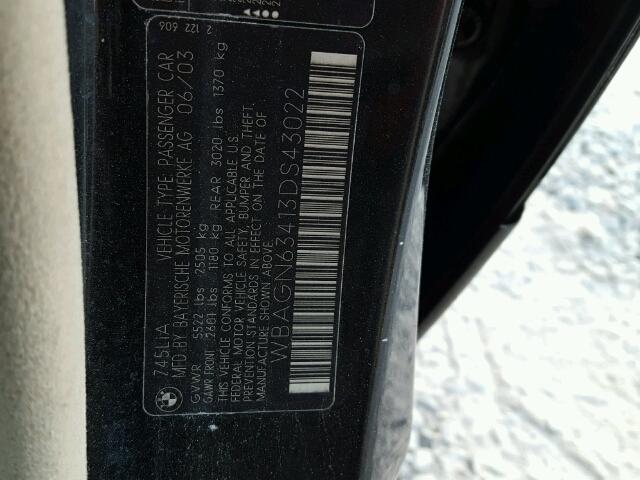 2 122 606
745LiA VEHICLE TYPE PASSENGER CAR
MFD BY BAYERISCHE MOTORENWERKE AG 06/03
GVWR 5522 lbs 2505 kg
GAWR FRONT 2601 lbs 1180 kg REAR 3020 lbs 1370 kg
THIS VEHICLE CONFORMS TO ALL APPLICABLE U.S.
FEDERAL MOTOR VEHICLE SAFETY, BUMPER, AND THEFT
PREVENTION STANDARDS IN EFFECT ON THE DATE OF
MANUFACTURE SHOWN ABOVE.
WBAGN63413DS43022